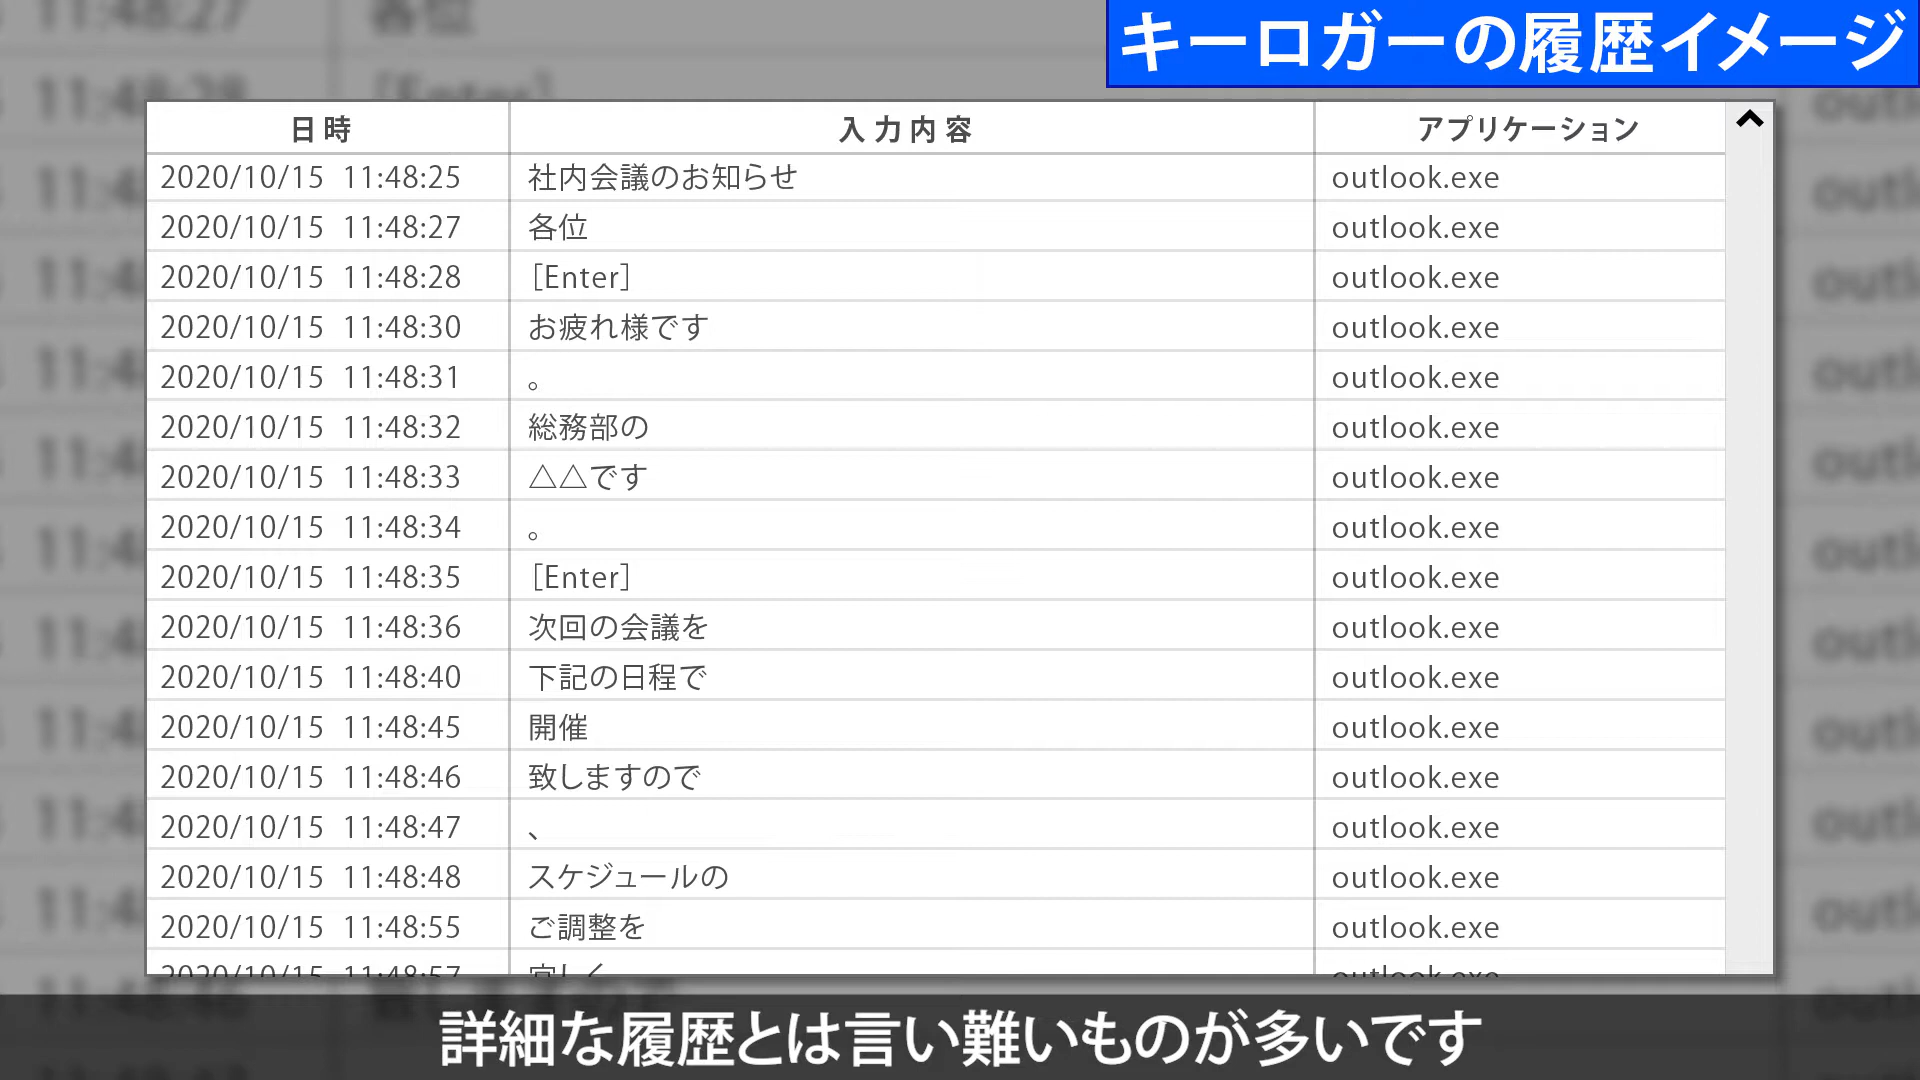 キーロガーの履歴イメージ
日時 入力内容 アプリケーション
2020/10/15 11:48:25 社内会議のお知らせ outlook.exe
2020/10/15 11:48:27 各位 outlook.exe
2020/10/15 11:48:28 [Enter] outlook.exe
2020/10/15 11:48:30 お疲れ様です outlook.exe
2020/10/15 11:48:31 。 outlook.exe
2020/10/15 11:48:32 総務部の outlook.exe
2020/10/15 11:48:33 △△です outlook.exe
2020/10/15 11:48:34 。 outlook.exe
2020/10/15 11:48:35 [Enter] outlook.exe
2020/10/15 11:48:36 次回の会議を outlook.exe
2020/10/15 11:48:40 下記の日程で outlook.exe
2020/10/15 11:48:45 開催 outlook.exe
2020/10/15 11:48:46 致しますので outlook.exe
2020/10/15 11:48:47 、 outlook.exe
2020/10/15 11:48:48 スケジュールの outlook.exe
2020/10/15 11:48:55 ご調整を outlook.exe
2020/10/15 11:48:57 宜しく outlook.exe
詳細な履歴とは言い難いものが多いです